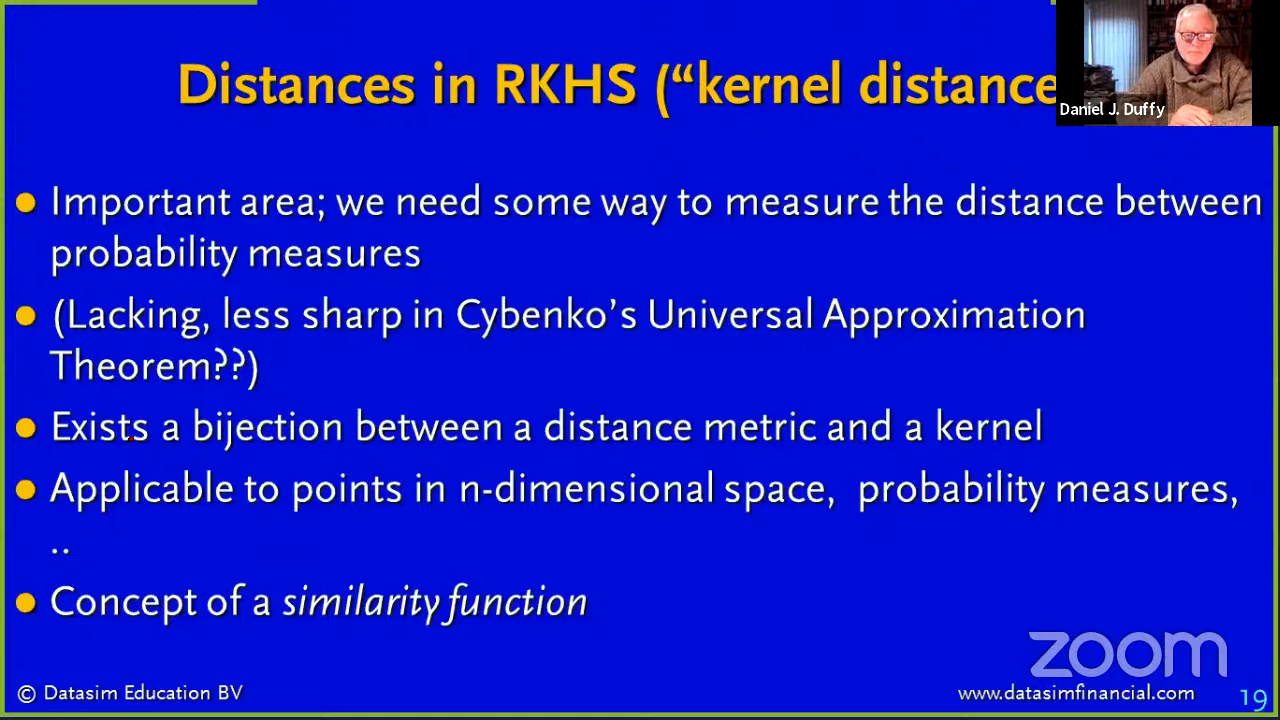 Distances in RKHS (“kernel distance
Daniel J. Duffy
Important area; we need some way to measure the distance between
probability measures
(Lacking, less sharp in Cybenko’s Universal Approximation
Theorem??)
Exists a bijection between a distance metric and a kernel
Applicable to points in n-dimensional space, probability measures,
..
Concept of a similarity function
zoom
© Datasim Education BV
www.datasimfinancial.com
19